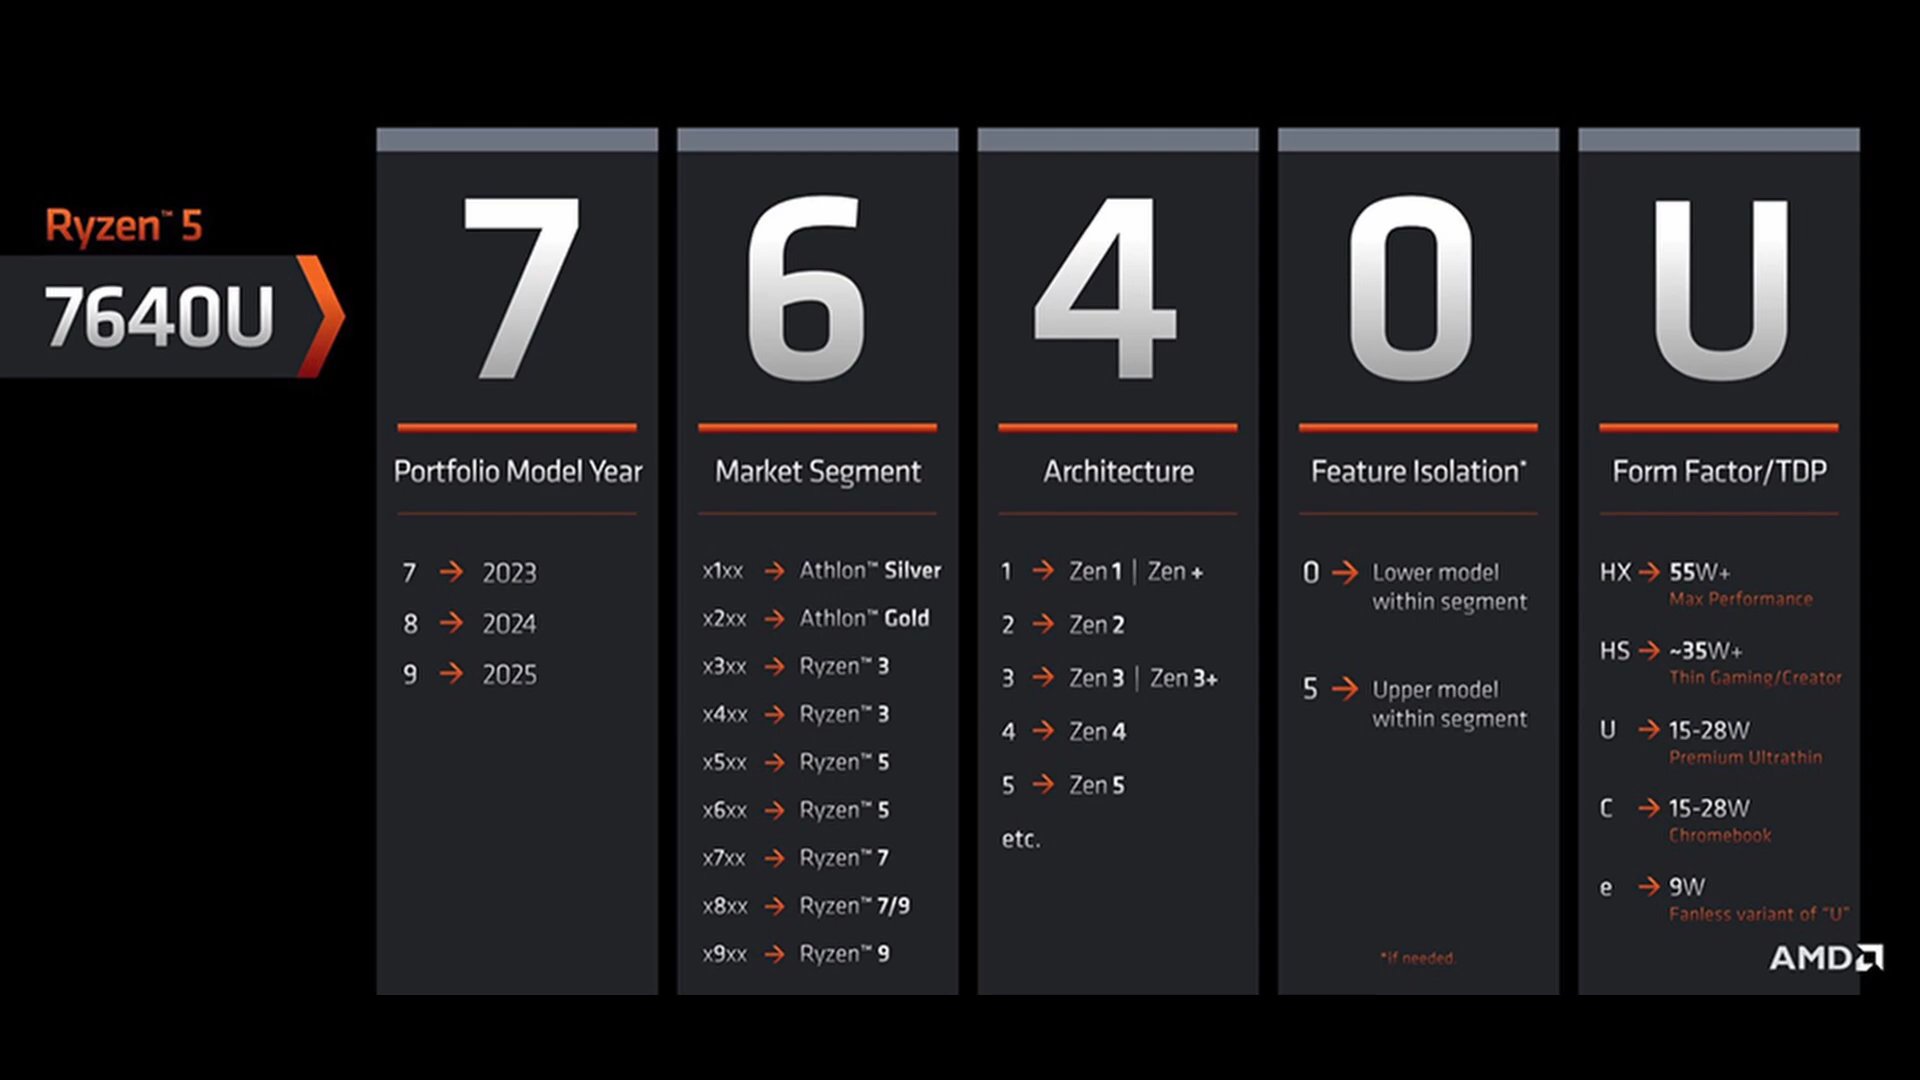 Ryzen™ 5
7640U
7
Portfolio Model Year
7 → 2023
8 → 2024
9 → 2025
6
Market Segment
x1xx → Athlon™ Silver
x2xx → Athlon™ Gold
x3xx → Ryzen™ 3
x4xx → Ryzen™ 3
x5xx → Ryzen™ 5
x6xx → Ryzen™ 5
x7xx → Ryzen™ 7
x8xx → Ryzen™ 7/9
x9xx → Ryzen™ 9
4
Architecture
1 → Zen 1 | Zen +
2 → Zen 2
3 → Zen 3 | Zen 3+
4 → Zen 4
5 → Zen 5
etc.
0
Feature Isolation*
0 → Lower model
within segment
5 → Upper model
within segment
*if needed.
U
Form Factor/TDP
HX → 55W+
Max Performance
HS → ~35W+
Thin Gaming/Creator
U → 15-28W
Premium Ultrathin
C → 15-28W
Chromebook
e → 9W
Fanless variant of "U"
AMD